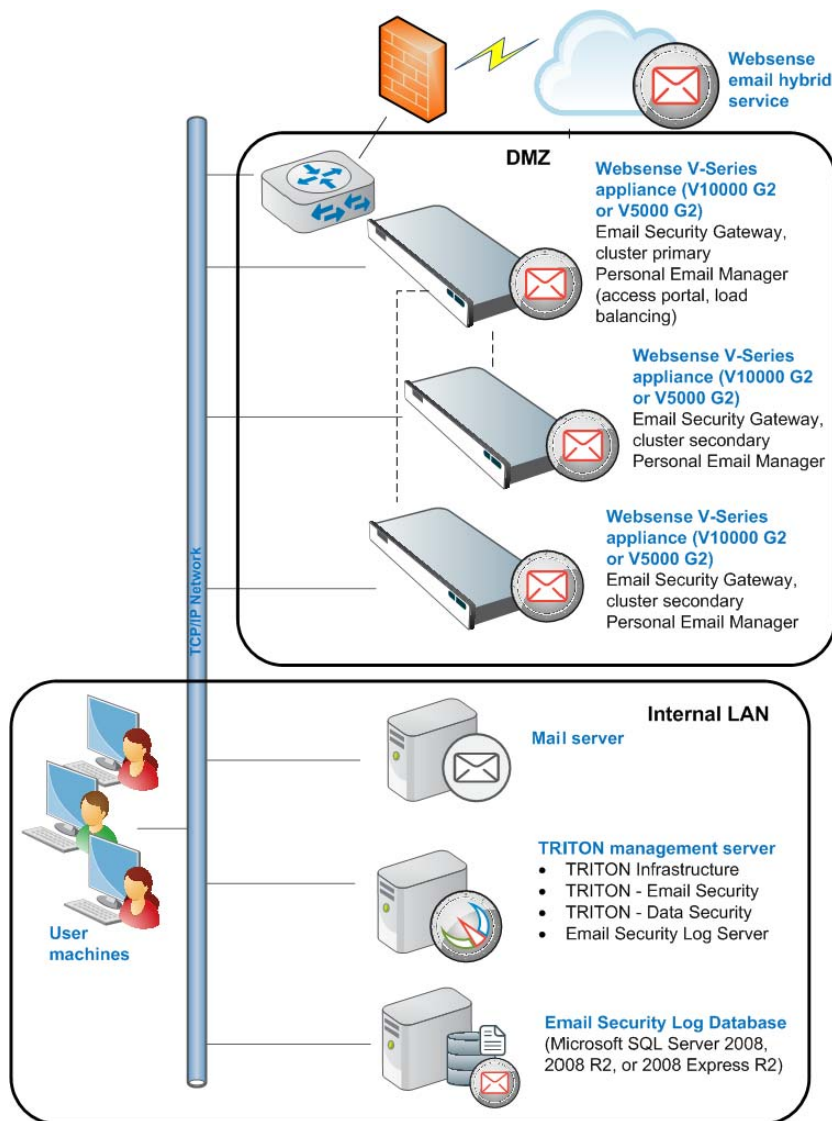 Websense
email hybrid
service
DMZ
Websense V-Series
appliance (V10000 G2
or V5000 G2)
Email Security Gateway,
cluster primary
Personal Email Manager
(access portal, load
balancing)
Websense V-Series
appliance (V10000 G2
or V5000 G2)
Email Security Gateway,
cluster secondary
Personal Email Manager
Websense V-Series
appliance (V10000 G2
or V5000 G2)
Email Security Gateway,
cluster secondary
Personal Email Manager
TCP/IP Network
Internal LAN
Mail server
TRITON management server
• TRITON Infrastructure
• TRITON - Email Security
• TRITON - Data Security
• Email Security Log Server
User
machines
Email Security Log Database
(Microsoft SQL Server 2008,
2008 R2, or 2008 Express R2)